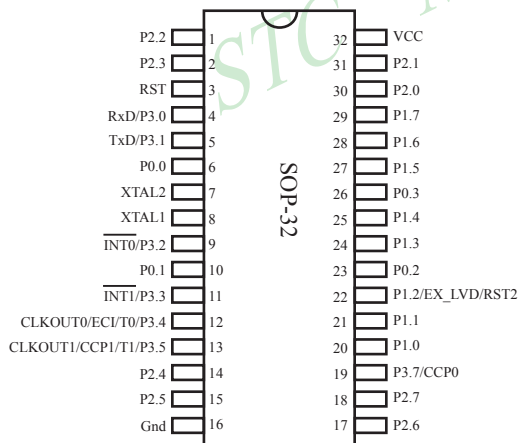 STC
P2.2 1 32 VCC
P2.3 2 31 P2.1
RST 3 30 P2.0
RxD/P3.0 4 29 P1.7
TxD/P3.1 5 28 P1.6
P0.0 6 27 P1.5
XTAL2 7 26 P0.3
XTAL1 8 25 P1.4
INT0/P3.2 9 24 P1.3
P0.1 10 23 P0.2
INT1/P3.3 11 22 P1.2/EX_LVD/RST2
CLKOUT0/ECI/T0/P3.4 12 21 P1.1
CLKOUT1/CCP1/T1/P3.5 13 20 P1.0
P2.4 14 19 P3.7/CCP0
P2.5 15 18 P2.7
Gnd 16 17 P2.6
SOP-32